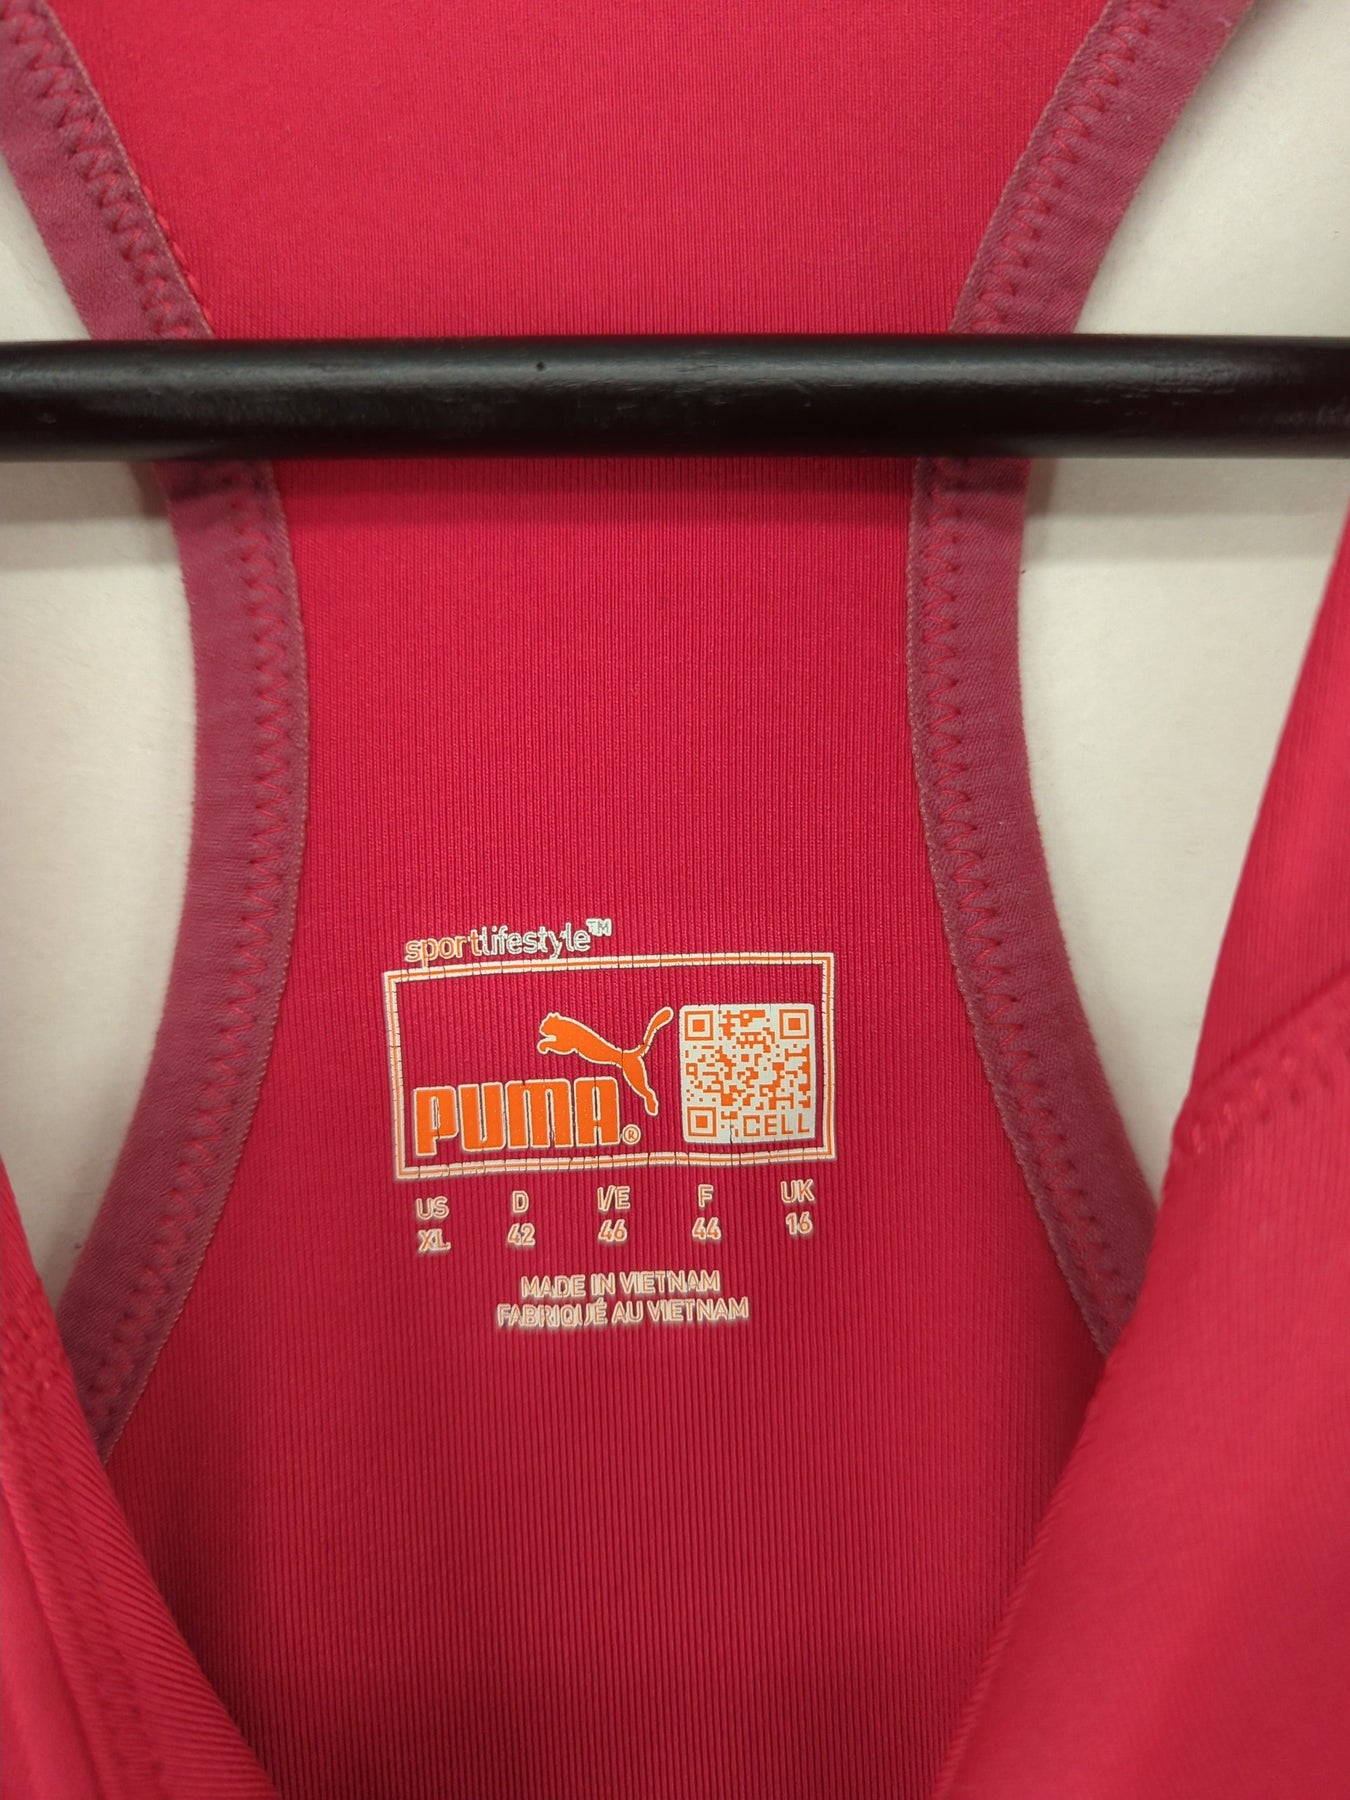 sportlifestyle™
PUMA®
CELL
US D I/E F UK
XL 42 46 44 16
MADE IN VIETNAM
FABRIQUÉ AU VIETNAM